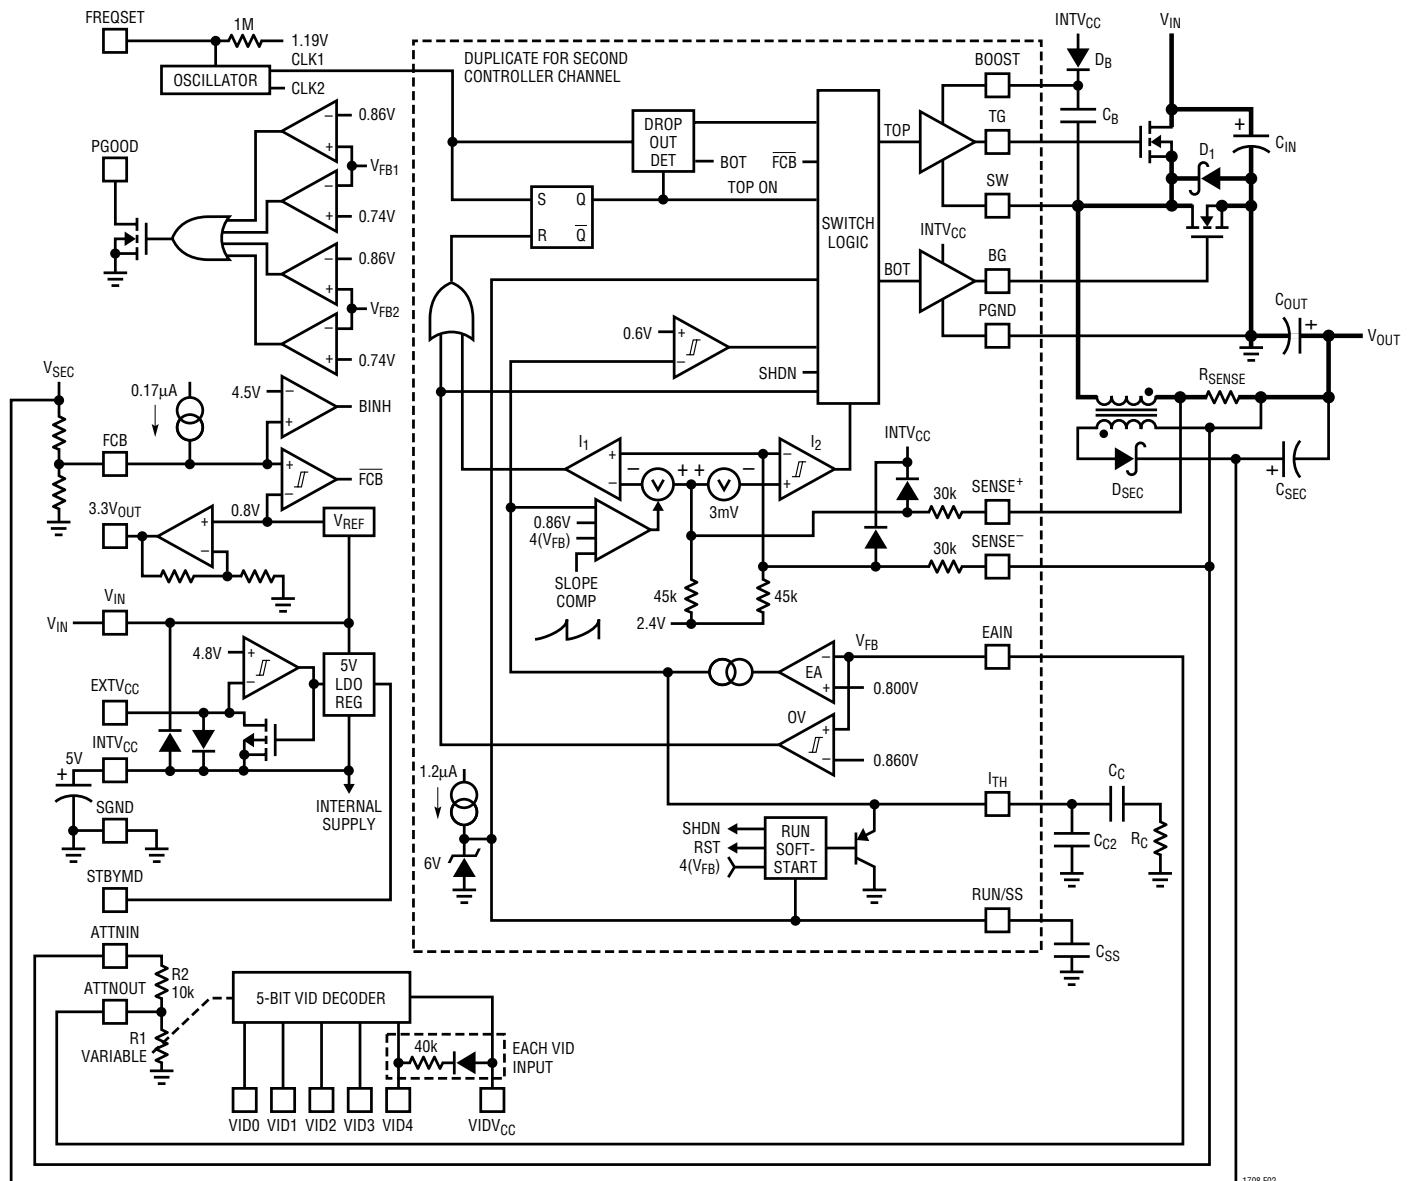 FREQSET
1M
1.19V
CLK1
OSCILLATOR
CLK2
DUPLICATE FOR SECOND
CONTROLLER CHANNEL
INTVCC
VIN
BOOST
DB
0.86V
−
+
VFB1
−
+
0.74V
PGOOD
DROP
OUT
DET
BOT
FCB
TOP
TG
CB
+
CIN
D1
S Q
R Q
TOP ON
SWITCH
LOGIC
SW
0.86V
−
+
VFB2
−
+
0.74V
INTVCC
BOT
BG
PGND
COUT
+
VOUT
0.6V
+
−
SHDN
RSENSE
VSEC
0.17µA
4.5V
−
+
BINH
FCB
+
−
FCB
I1
+
−
−
V
+ +
V
−
3mV
I2
−
+
INTVCC
30k
SENSE+
30k
SENSE−
DSEC
+
CSEC
3.3VOUT
0.8V
+
−
VREF
0.86V
4(VFB)
SLOPE
COMP
45k
45k
2.4V
VIN
VIN
4.8V
+
−
5V
LDO
REG
EXTVCC
INTVCC
5V
+
SGND
INTERNAL
SUPPLY
STBYMD
VFB
EAIN
−
EA
+
0.800V
OV
+
−
0.860V
1.2µA
6V
ITH
CC
CC2
RC
SHDN
RST
4(VFB)
RUN
SOFT-
START
RUN/SS
CSS
ATTNIN
R2
10k
ATTNOUT
R1
VARIABLE
5-BIT VID DECODER
40k
EACH VID
INPUT
VID0 VID1 VID2 VID3 VID4
VIDVCC
1708 F02